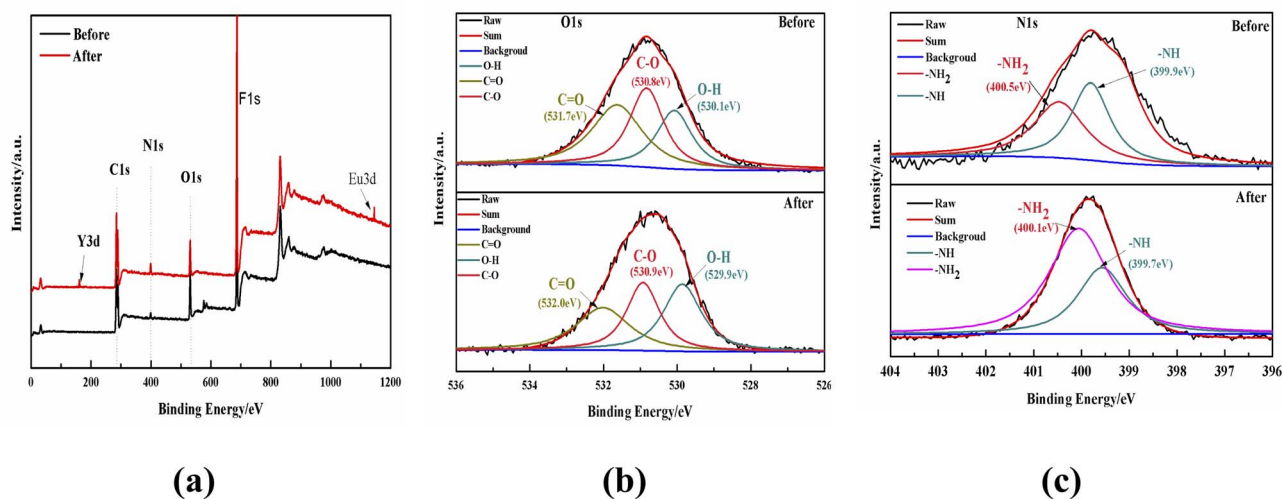 Before
After
F1s
N1s
C1s
O1s
Eu3d
Y3d
Intensity/a.u.
0 200 400 600 800 1000 1200
Binding Energy/eV
(a)
O1s
Before
Raw
Sum
Backgroud
O-H
C=O
C-O
C-O
(530.8eV)
O-H
(530.1eV)
C=O
(531.7eV)
After
Raw
Sum
Background
C=O
O-H
C-O
C-O
(530.9eV)
O-H
(529.9eV)
C=O
(532.0eV)
Intensity/a.u.
536 534 532 530 528 526
Binding Energy/eV
(b)
N1s
Before
Raw
Sum
Backgroud
-NH2
-NH
-NH2
(400.5eV)
-NH
(399.9eV)
After
Raw
Sum
Backgroud
-NH
-NH2
-NH2
(400.1eV)
-NH
(399.7eV)
Intensity/a.u.
404 403 402 401 400 399 398 397 396
Binding Energy/eV
(c)